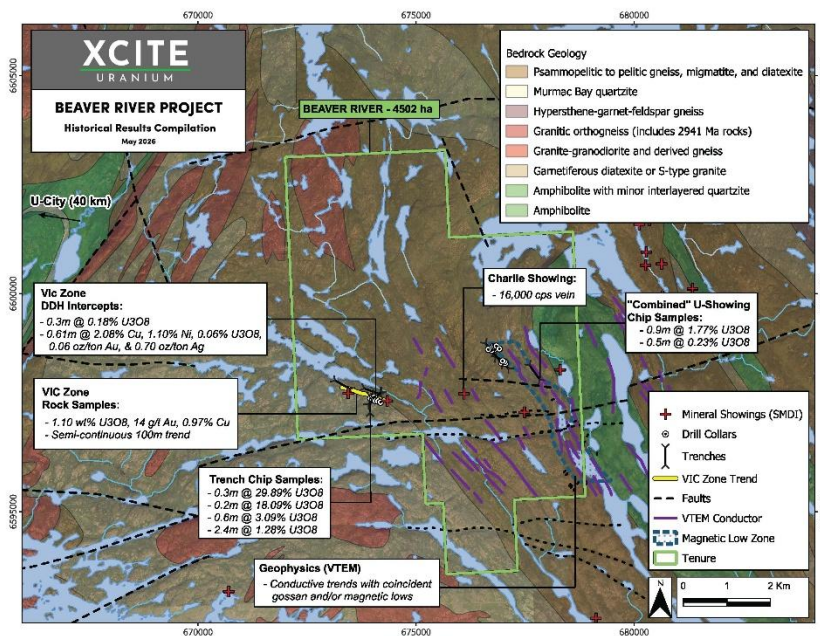 670000
675000
680000
6605000
6600000
6595000
XCITE
URANIUM
BEAVER RIVER PROJECT
Historical Results Compilation
May 2026
BEAVER RIVER - 4502 ha
Bedrock Geology
Psammopelitic to pelitic gneiss, migmatite, and diatexite
Murmac Bay quartzite
Hypersthene-garnet-feldspar gneiss
Granitic orthogneiss (includes 2941 Ma rocks)
Granite-granodiorite and derived gneiss
Garnetiferous diatexite or S-type granite
Amphibolite with minor interlayered quartzite
Amphibolite
U-City (40 km)
Vic Zone
DDH Intercepts:
- 0.3m @ 0.18% U3O8
- 0.61m @ 2.08% Cu, 1.10% Ni, 0.06% U3O8,
0.06 oz/ton Au, & 0.70 oz/ton Ag
Charlie Showing:
- 16,000 cps vein
"Combined" U-Showing
Chip Samples:
- 0.9m @ 1.77% U3O8
- 0.5m @ 0.23% U3O8
VIC Zone
Rock Samples:
- 1.10 wt% U3O8, 14 g/t Au, 0.97% Cu
- Semi-continuous 100m trend
Trench Chip Samples:
- 0.3m @ 29.89% U3O8
- 0.2m @ 18.09% U3O8
- 0.6m @ 3.09% U3O8
- 2.4m @ 1.28% U3O8
Geophysics (VTEM)
- Conductive trends with coincident
gossan and/or magnetic lows
Mineral Showings (SMDI)
Drill Collars
Trenches
VIC Zone Trend
Faults
VTEM Conductor
Magnetic Low Zone
Tenure
N
0 1 2 Km
670000
675000
680000